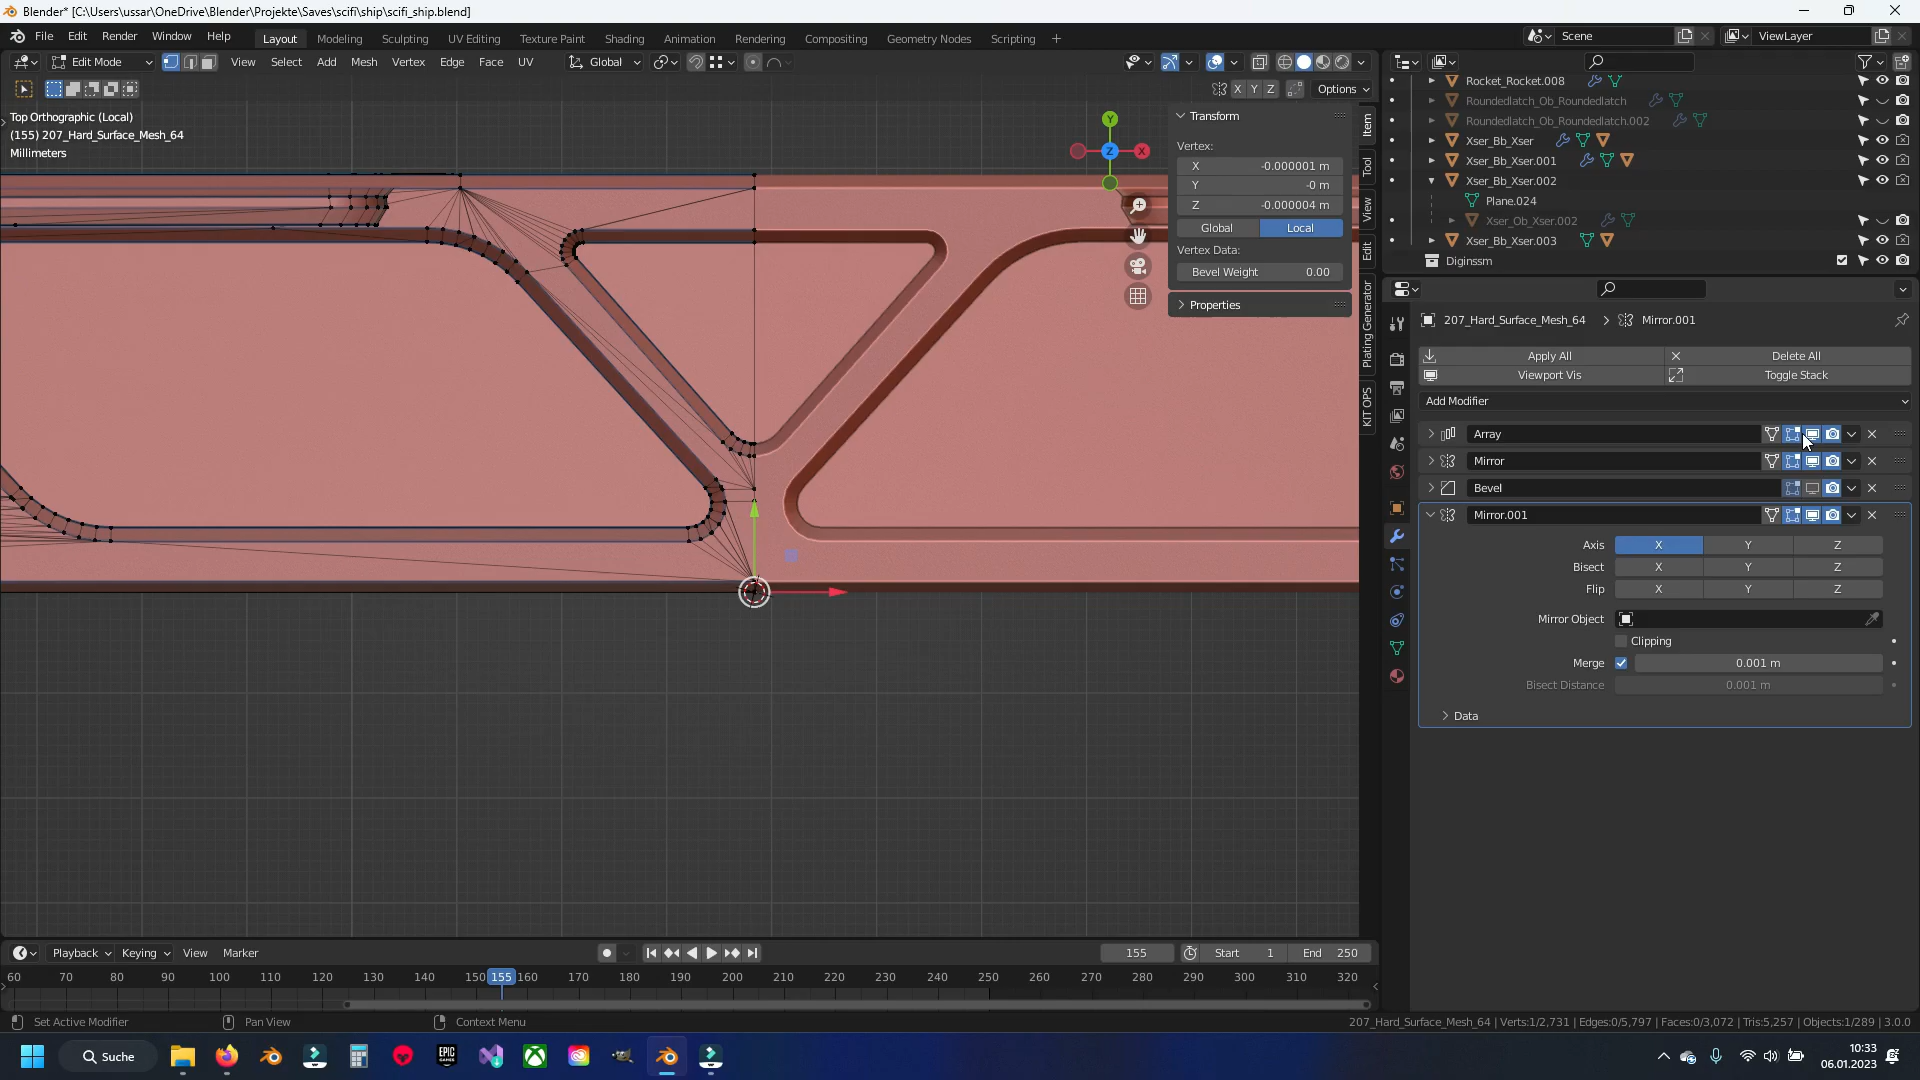 Blender* [C:\Users\ussar\OneDrive\Blender\Projekte\Saves\scifi\ship\scifi_ship.blend]
File Edit Render Window Help
Layout Modeling Sculpting UV Editing Texture Paint Shading Animation Rendering Compositing Geometry Nodes Scripting +
Scene
ViewLayer
Edit Mode
View Select Add Mesh Vertex Edge Face UV
Global
X Y Z
Options
Top Orthographic (Local)
(155) 207_Hard_Surface_Mesh_64
Millimeters
Y
Z
X
Transform
Vertex:
X -0.000001 m
Y -0 m
Z -0.000004 m
Global Local
Vertex Data:
Bevel Weight 0.00
Properties
Item
Tool
View
Edit
Plating Generator
KIT OPS
Rocket_Rocket.008
Roundedlatch_Ob_Roundedlatch
Roundedlatch_Ob_Roundedlatch.002
Xser_Bb_Xser
Xser_Bb_Xser.001
Xser_Bb_Xser.002
Plane.024
Xser_Ob_Xser.002
Xser_Bb_Xser.003
Diginssm
207_Hard_Surface_Mesh_64 Mirror.001
Apply All Delete All
Viewport Vis Toggle Stack
Add Modifier
Array
Mirror
Bevel
Mirror.001
Axis X Y Z
Bisect X Y Z
Flip X Y Z
Mirror Object
Clipping
Merge 0.001 m
Bisect Distance 0.001 m
Data
Playback Keying View Marker
155 Start 1 End 250
60 70 80 90 100 110 120 130 140 150 155 160 170 180 190 200 210 220 230 240 250 260 270 280 290 300 310 320
Set Active Modifier Pan View Context Menu
207_Hard_Surface_Mesh_64 | Verts:1/2,731 | Edges:0/5,797 | Faces:0/3,072 | Tris:5,257 | Objects:1/289 | 3.0.0
Suche
EPIC GAMES
10:33
06.01.2023